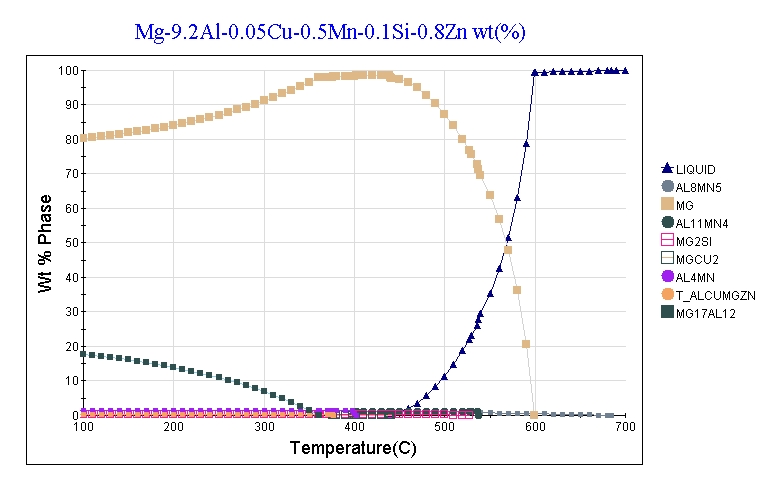 Mg-9.2Al-0.05Cu-0.5Mn-0.1Si-0.8Zn wt(%)
100
90
80
70
60
50
40
30
20
10
0
Wt % Phase
100 200 300 400 500 600 700
Temperature(C)
LIQUID
AL8MN5
MG
AL11MN4
MG2SI
MGCU2
AL4MN
T_ALCUMGZN
MG17AL12